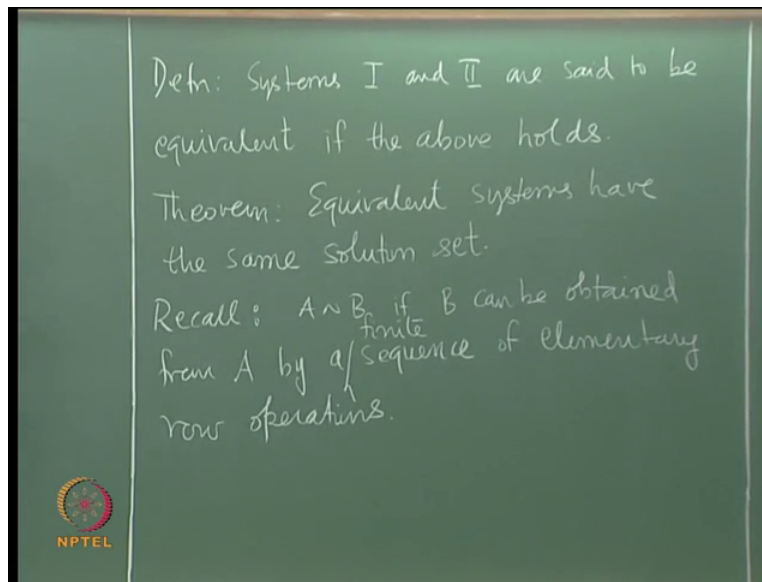 Defn: Systems I and II are said to be
equivalent if the above holds.
Theorem: Equivalent systems have
the same solution set.
Recall: A ~ B if B can be obtained
from A by a finite sequence of elementary
row operations.
NPTEL